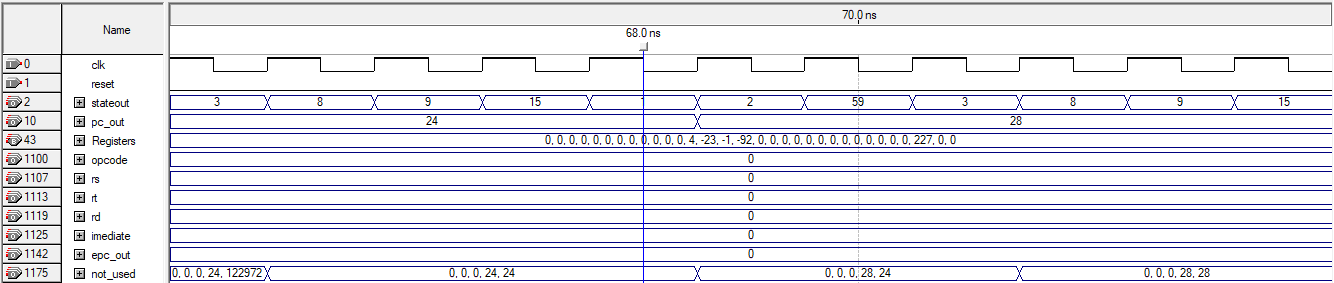 70.0 ns
Name
68.0 ns
0 clk
1 reset
2 stateout 3 8 9 15 1 2 59 3 8 9 15
10 pc_out 24 28
43 Registers 0, 0, 0, 0, 0, 0, 0, 0, 0, 0, 0, 0, 4, -23, -1, -92, 0, 0, 0, 0, 0, 0, 0, 0, 0, 0, 0, 0, 0, 227, 0, 0
1100 opcode 0
1107 rs 0
1113 rt 0
1119 rd 0
1125 imediate 0
1142 epc_out 0
1175 not_used 0, 0, 0, 24, 122972 0, 0, 0, 24, 24 0, 0, 0, 28, 24 0, 0, 0, 28, 28